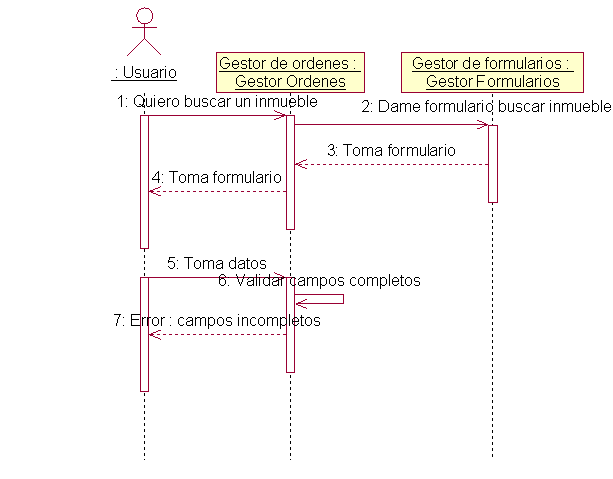 : Usuario
Gestor de ordenes :
Gestor Ordenes
Gestor de formularios :
Gestor Formularios
1: Quiero buscar un inmueble
2: Dame formulario buscar inmueble
3: Toma formulario
4: Toma formulario
5: Toma datos
6: Validar campos completos
7: Error : campos incompletos